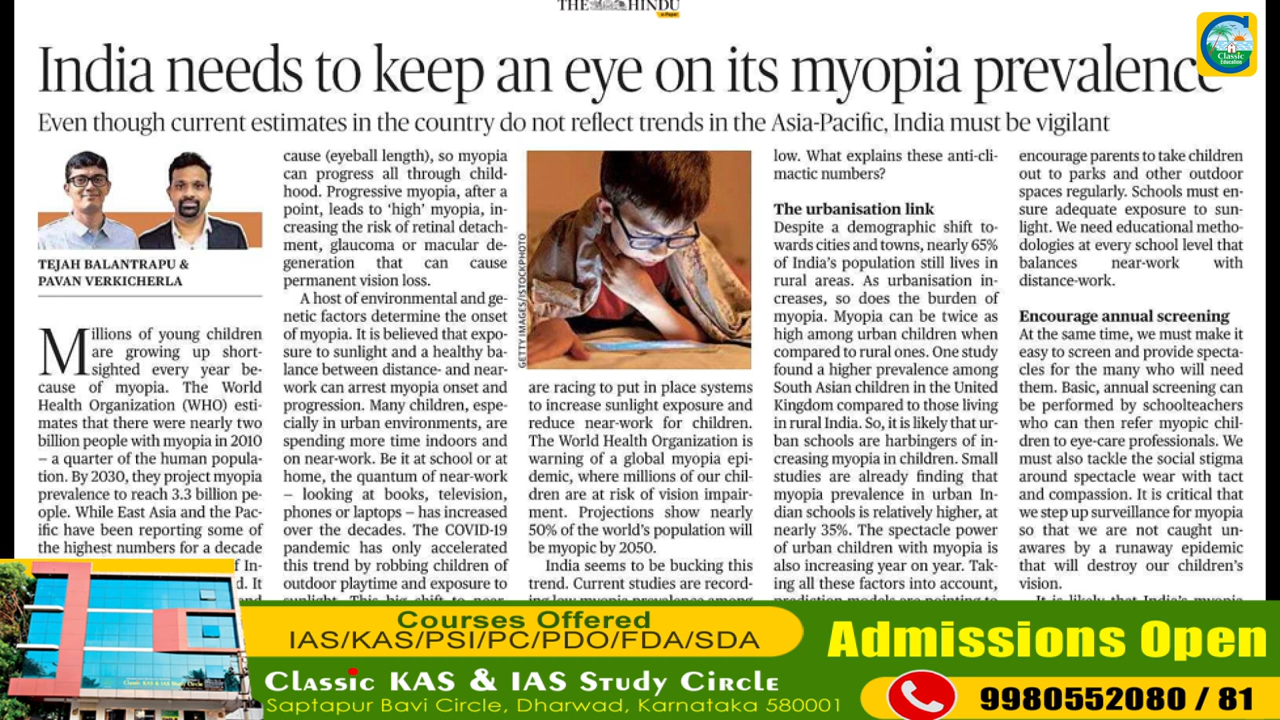 THE HINDU
e-Paper
India needs to keep an eye on its myopia prevalence
Classic
Education
Even though current estimates in the country do not reflect trends in the Asia-Pacific, India must be vigilant
TEJAH BALANTRAPU &
PAVAN VERKICHERLA
Millions of young children
are growing up short-
sighted every year be-
cause of myopia. The World
Health Organization (WHO) esti-
mates that there were nearly two
billion people with myopia in 2010
– a quarter of the human popula-
tion. By 2030, they project myopia
prevalence to reach 3.3 billion pe-
ople. While East Asia and the Pac-
ific have been reporting some of
the highest numbers for a decade
f In-
d. It
cause (eyeball length), so myopia
can progress all through child-
hood. Progressive myopia, after a
point, leads to ‘high’ myopia, in-
creasing the risk of retinal detach-
ment, glaucoma or macular de-
generation that can cause
permanent vision loss.
A host of environmental and ge-
netic factors determine the onset
of myopia. It is believed that expo-
sure to sunlight and a healthy ba-
lance between distance- and near-
work can arrest myopia onset and
progression. Many children, espe-
cially in urban environments, are
spending more time indoors and
on near-work. Be it at school or at
home, the quantum of near-work
– looking at books, television,
phones or laptops – has increased
over the decades. The COVID-19
pandemic has only accelerated
this trend by robbing children of
outdoor playtime and exposure to
sunlight. This big shift to near-
GETTY IMAGES/ISTOCKPHOTO
are racing to put in place systems
to increase sunlight exposure and
reduce near-work for children.
The World Health Organization is
warning of a global myopia epi-
demic, where millions of our chil-
dren are at risk of vision impair-
ment. Projections show nearly
50% of the world’s population will
be myopic by 2050.
India seems to be bucking this
trend. Current studies are record-
ing low myopia prevalence among
low. What explains these anti-cli-
mactic numbers?
The urbanisation link
Despite a demographic shift to-
wards cities and towns, nearly 65%
of India’s population still lives in
rural areas. As urbanisation in-
creases, so does the burden of
myopia. Myopia can be twice as
high among urban children when
compared to rural ones. One study
found a higher prevalence among
South Asian children in the United
Kingdom compared to those living
in rural India. So, it is likely that ur-
ban schools are harbingers of in-
creasing myopia in children. Small
studies are already finding that
myopia prevalence in urban In-
dian schools is relatively higher, at
nearly 35%. The spectacle power
of urban children with myopia is
also increasing year on year. Tak-
ing all these factors into account,
prediction models are pointing to
encourage parents to take children
out to parks and other outdoor
spaces regularly. Schools must en-
sure adequate exposure to sun-
light. We need educational metho-
dologies at every school level that
balances near-work with
distance-work.
Encourage annual screening
At the same time, we must make it
easy to screen and provide specta-
cles for the many who will need
them. Basic, annual screening can
be performed by schoolteachers
who can then refer myopic chil-
dren to eye-care professionals. We
must also tackle the social stigma
around spectacle wear with tact
and compassion. It is critical that
we step up surveillance for myopia
so that we are not caught un-
awares by a runaway epidemic
that will destroy our children’s
vision.
It is likely that India’s myopia
Courses Offered
IAS/KAS/PSI/PC/PDO/FDA/SDA
Admissions Open
Classic KAS & IAS Study Circle
Saptapur Bavi Circle, Dharwad, Karnataka 580001
9980552080 / 81